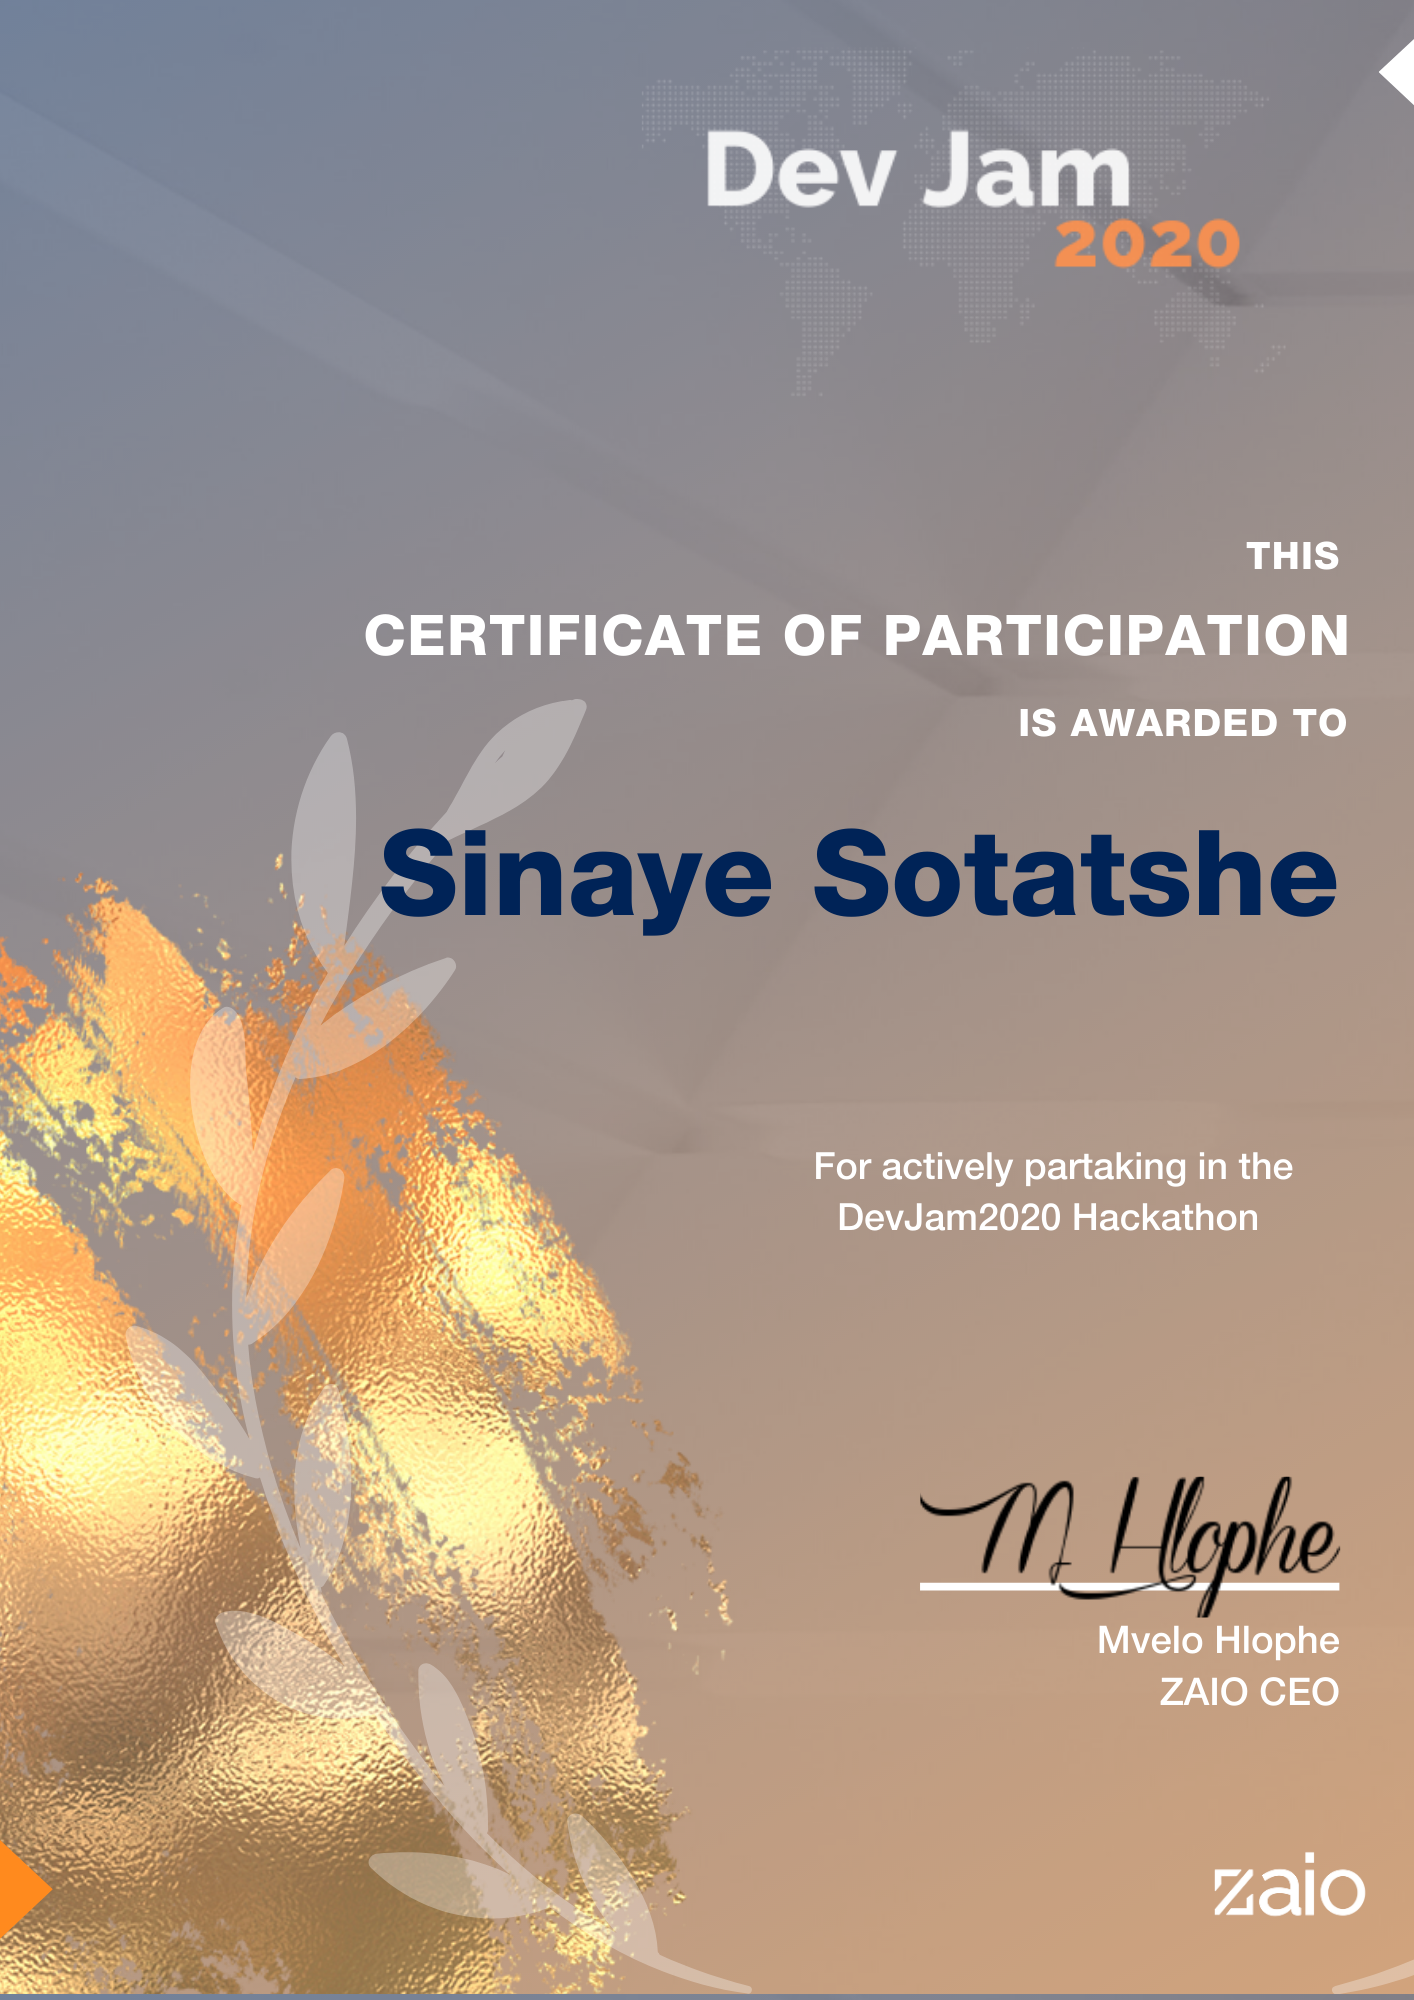 Dev Jam
2020
THIS
CERTIFICATE OF PARTICIPATION
IS AWARDED TO
Sinaye Sotatshe
For actively partaking in the
DevJam2020 Hackathon
M Hlophe
Mvelo Hlophe
ZAIO CEO
zaio